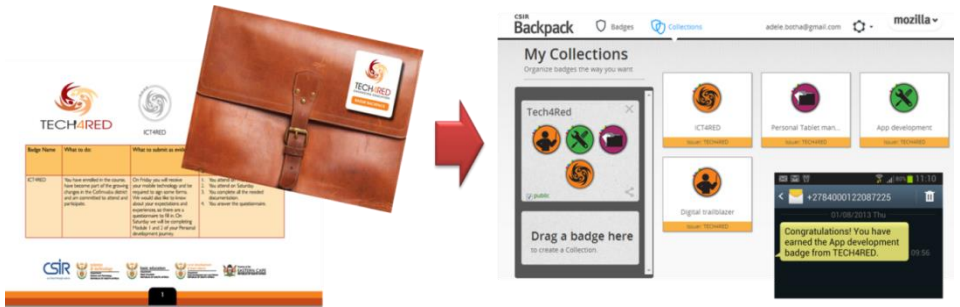 TECH4RED
ICT4RED
Badge Name
What to do:
What to submit as
ICT4RED
You have enrolled in the course,
have become part of the growing
changes in the Cofimvaba district
and are committed to attend and
participate.
On Friday you will receive
your mobile technology and be
required to sign some forms.
We would also like to know
about your expectations and
experiences, so there are a
questionnaire to fill in. On
Saturday we will be completing
Module 1 and 2 of your Personal
development journey.
1. You attend on
2. You attend on Saturday.
3. You complete all the needed
documentation.
4. You answer the questionnaire.
CSIR
basic education
EASTERN CAPE
1
TECH4RED
CSIR
Backpack
Badges
Collections
adele.botha@gmail.com
mozilla
My Collections
Organize badges the way you want
Tech4Red
public
Drag a badge here
to create a Collection.
ICT4RED
Issuer: TECH4RED
Personal Tablet man...
Issuer: TECH4RED
App development
Issuer: TECH4RED
Digital trailblazer
Issuer: TECH4RED
11:10
+2784000122087225
01/08/2013 Thu
Congratulations! You have
earned the App development
badge from TECH4RED.
09:56